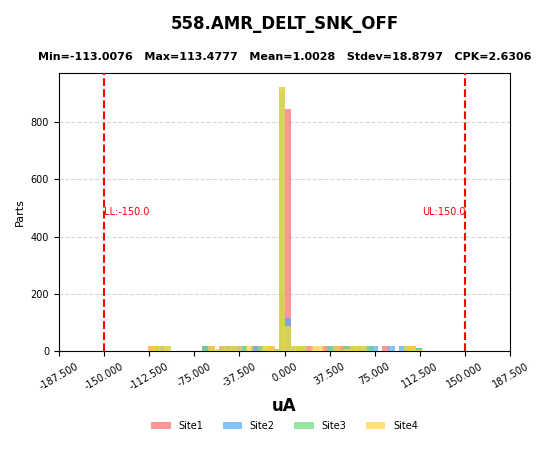 558.AMR_DELT_SNK_OFF
Min=-113.0076 Max=113.4777 Mean=1.0028 Stdev=18.8797 CPK=2.6306
Parts
800
600
400
200
0
LL:-150.0
UL:150.0
-187.500 -150.000 -112.500 -75.000 -37.500 0.000 37.500 75.000 112.500 150.000 187.500
uA
Site1 Site2 Site3 Site4